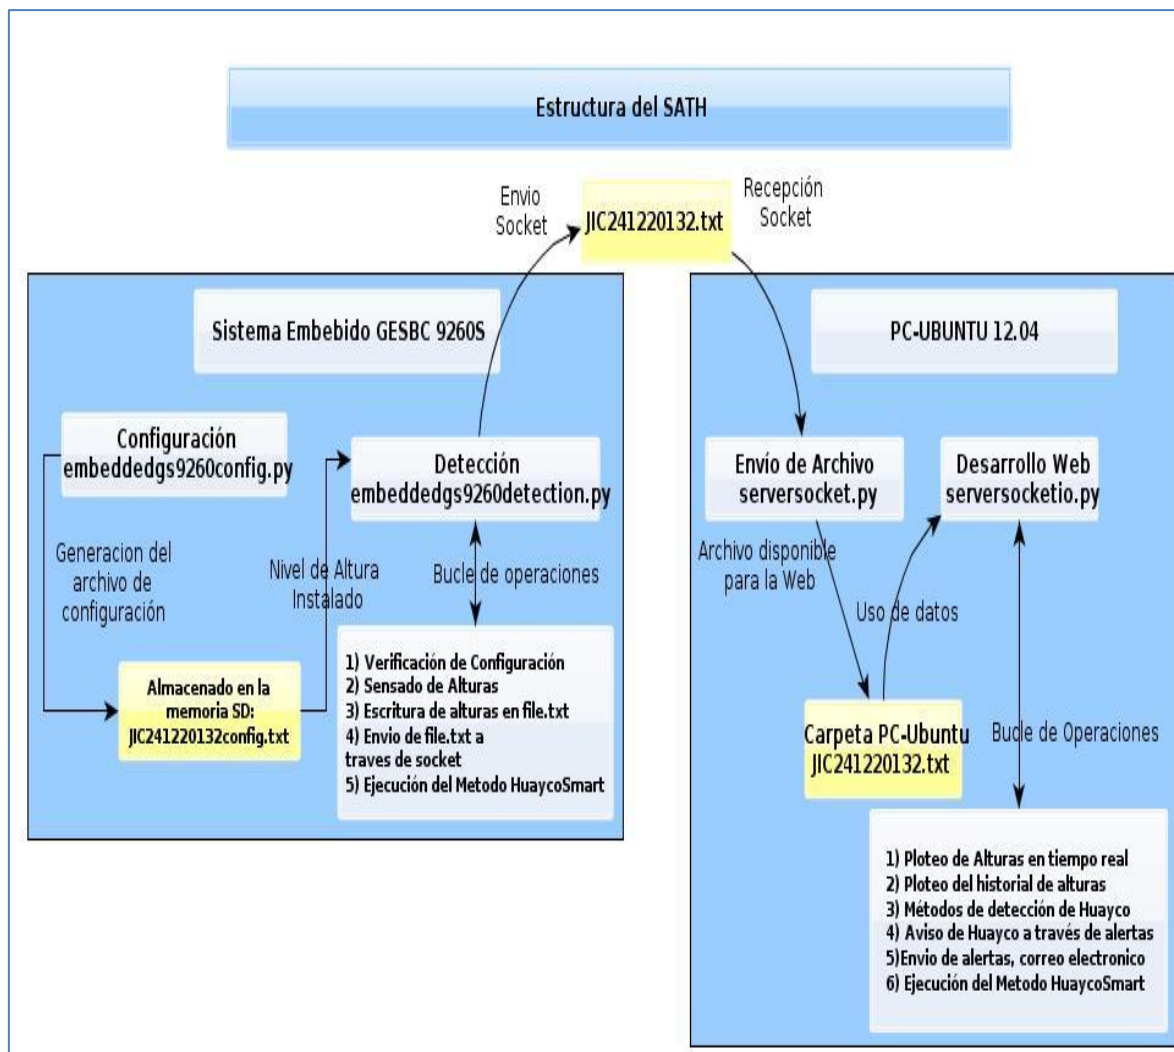 Estructura del SATH
Envio
Socket
JIC241220132.txt
Recepción
Socket
Sistema Embebido GESBC 9260S
Configuración
embeddedgs9260config.py
Detección
embeddedgs9260detection.py
Generacion del
archivo de
configuración
Nivel de Altura
Instalado
Bucle de operaciones
Almacenado en la
memoria SD:
JIC241220132config.txt
1) Verificación de Configuración
2) Sensado de Alturas
3) Escritura de alturas en file.txt
4) Envio de file.txt a
traves de socket
5) Ejecución del Metodo HuaycoSmart
PC-UBUNTU 12.04
Envío de Archivo
serversocket.py
Desarrollo Web
serversocketio.py
Archivo disponible
para la Web
Uso de datos
Carpeta PC-Ubuntu
JIC241220132.txt
Bucle de Operaciones
1) Ploteo de Alturas en tiempo real
2) Ploteo del historial de alturas
3) Métodos de detección de Huayco
4) Aviso de Huayco a través de alertas
5)Envio de alertas, correo electronico
6) Ejecución del Metodo HuaycoSmart